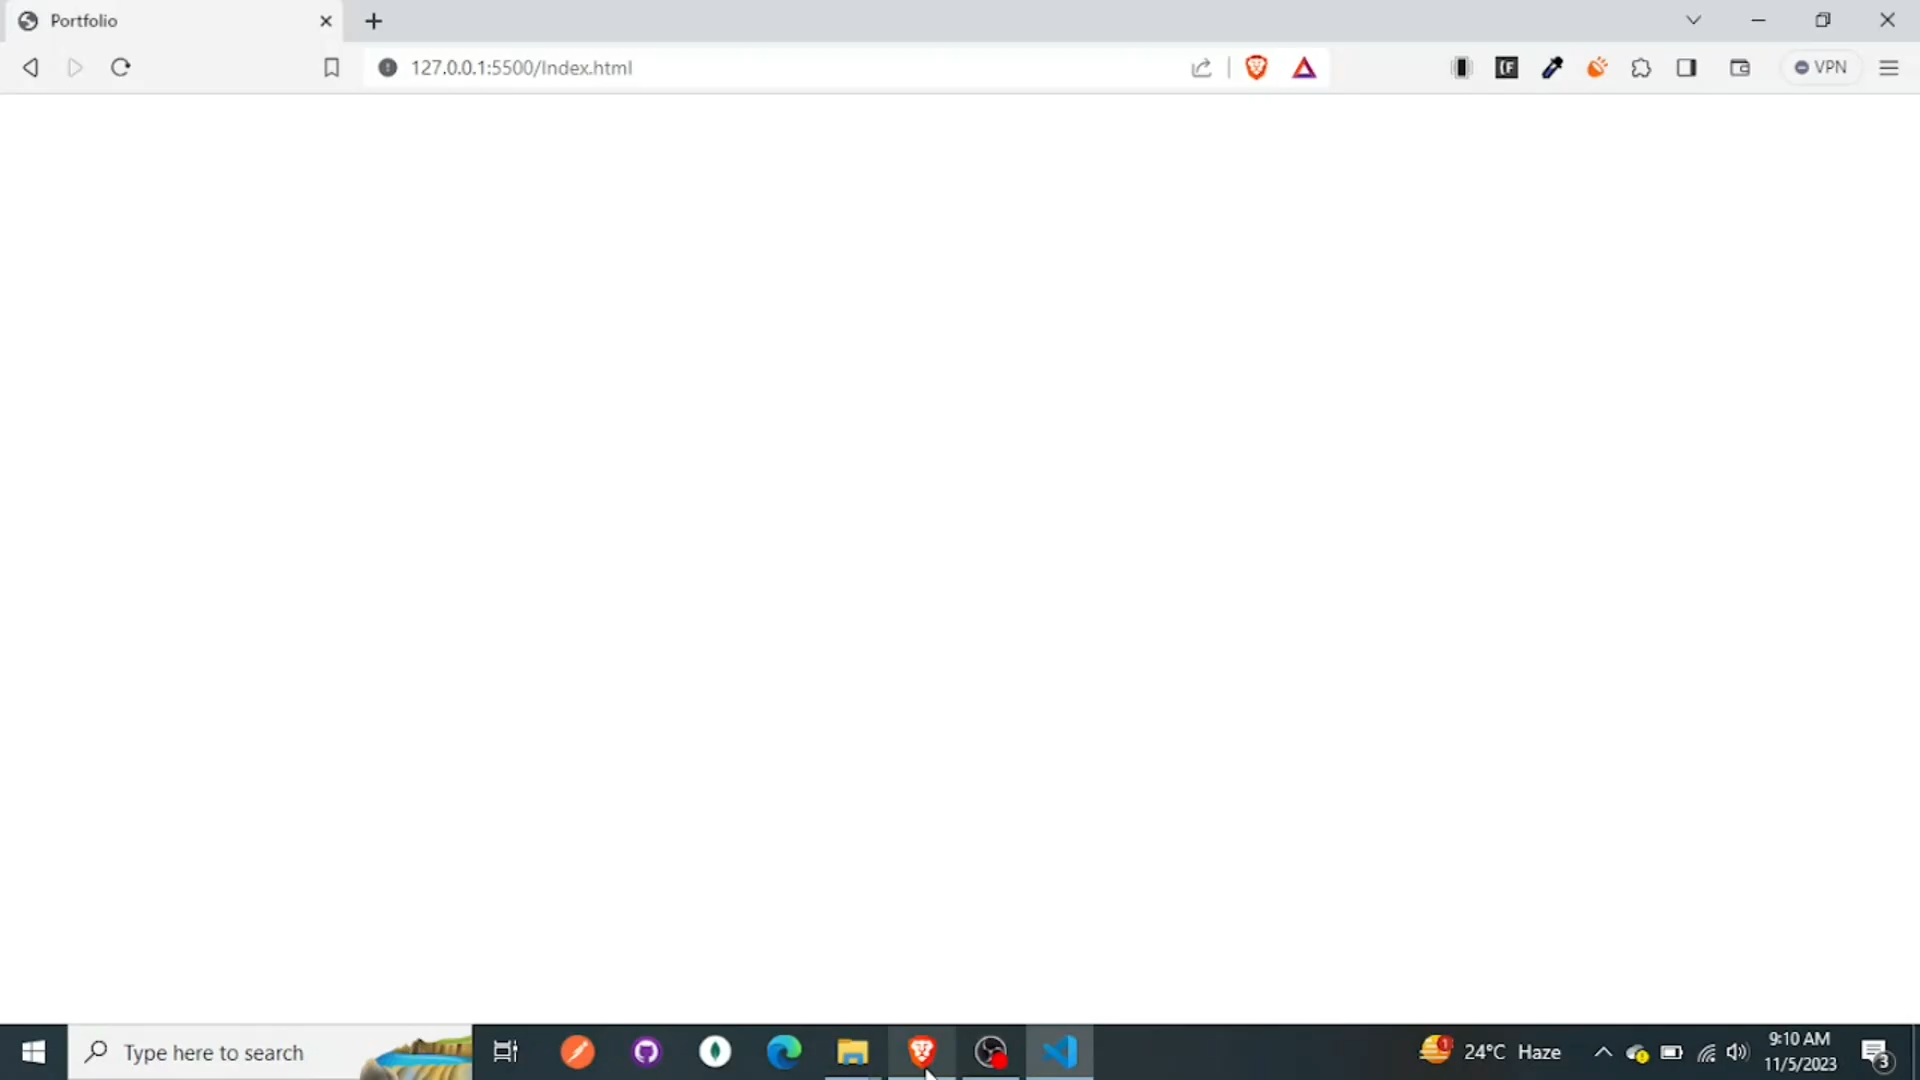 Portfolio
127.0.0.1:5500/Index.html
VPN
Type here to search
24°C Haze
9:10 AM
11/5/2023
3